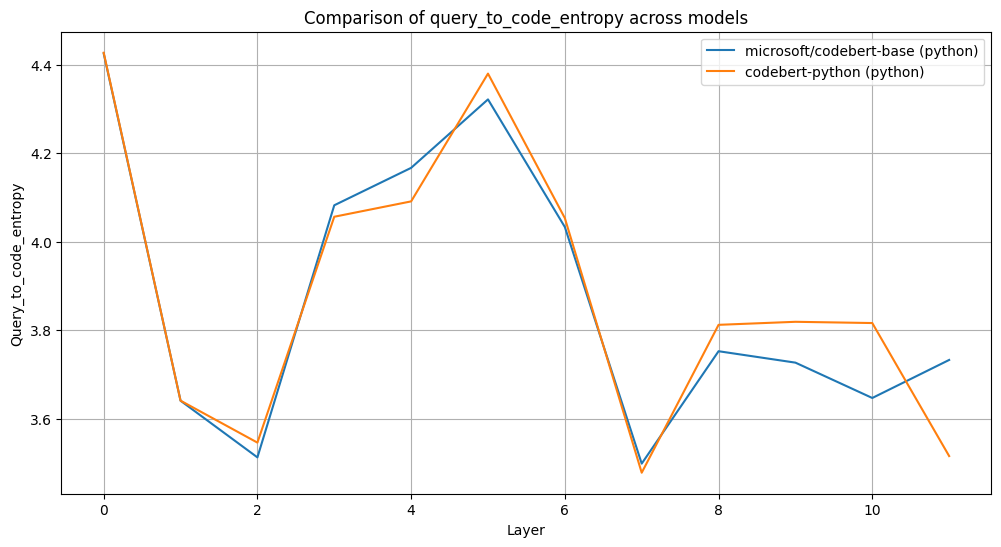 Comparison of query_to_code_entropy across models
microsoft/codebert-base (python)
codebert-python (python)
Query_to_code_entropy
4.4
4.2
4.0
3.8
3.6
0
2
4
6
8
10
Layer